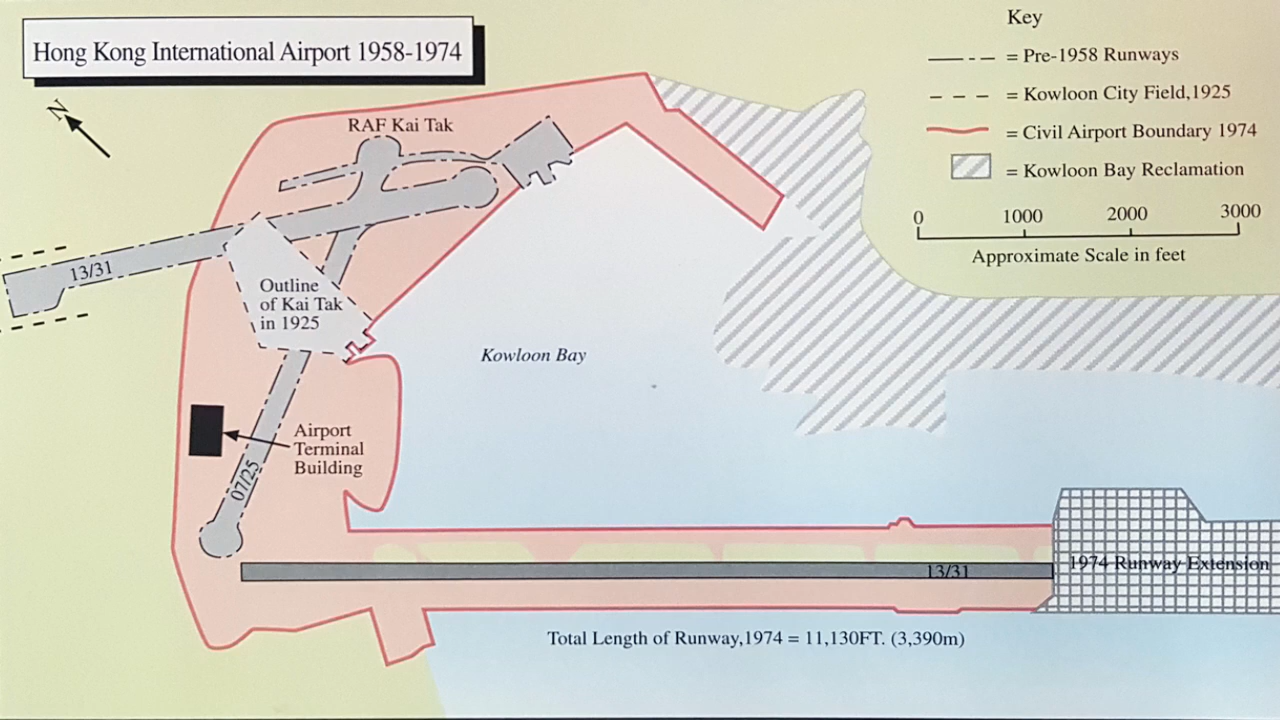 Hong Kong International Airport 1958-1974
Key
= Pre-1958 Runways
= Kowloon City Field,1925
= Civil Airport Boundary 1974
= Kowloon Bay Reclamation
0 1000 2000 3000
Approximate Scale in feet
N
RAF Kai Tak
13/31
Outline
of Kai Tak
in 1925
Kowloon Bay
Airport
Terminal
Building
07/25
13/31
1974 Runway Extension
Total Length of Runway,1974 = 11,130FT. (3,390m)